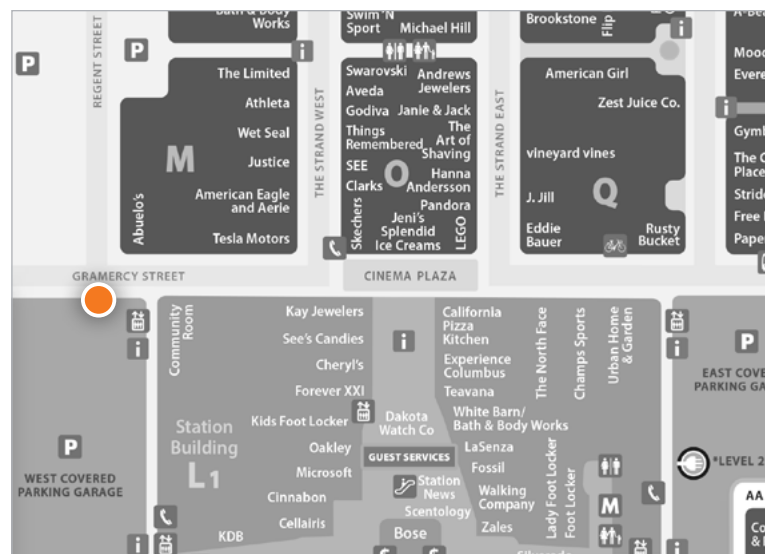 Bath & Body
Works
Swim 'N
Sport
Michael Hill
Brookstone
Flip
P
P
i
i
REGENT STREET
The Limited
Athleta
Wet Seal
Justice
American Eagle
and Aerie
Tesla Motors
Abuelo's
M
THE STRAND WEST
Swarovski
Aveda
Godiva
Things
Remembered
SEE
Clarks
Skechers
Andrews
Jewelers
Janie & Jack
The
Art of
Shaving
Hanna
Andersson
Pandora
Jeni's
Splendid
Ice Creams
LEGO
O
THE STRAND EAST
American Girl
Zest Juice Co.
vineyard vines
J. Jill
Eddie
Bauer
Rusty
Bucket
Q
i
Mood
Evere
Gymb
The C
Place
Stride
Free
Pape
GRAMERCY STREET
CINEMA PLAZA
i
Community
Room
Kay Jewelers
See's Candies
Cheryl's
Forever XXI
Kids Foot Locker
Oakley
Microsoft
Cinnabon
Cellairis
KDB
Station
Building
L1
i
Dakota
Watch Co
GUEST SERVICES
Station
News
Scentology
Bose
California
Pizza
Kitchen
Experience
Columbus
Teavana
White Barn/
Bath & Body Works
LaSenza
Fossil
Walking
Company
Zales
The North Face
Champs Sports
Urban Home
& Garden
Lady Foot Locker
Foot Locker
M
i
P
EAST COVE
PARKING GA
*LEVEL 2
AA
Co
& B
P
WEST COVERED
PARKING GARAGE
i
i